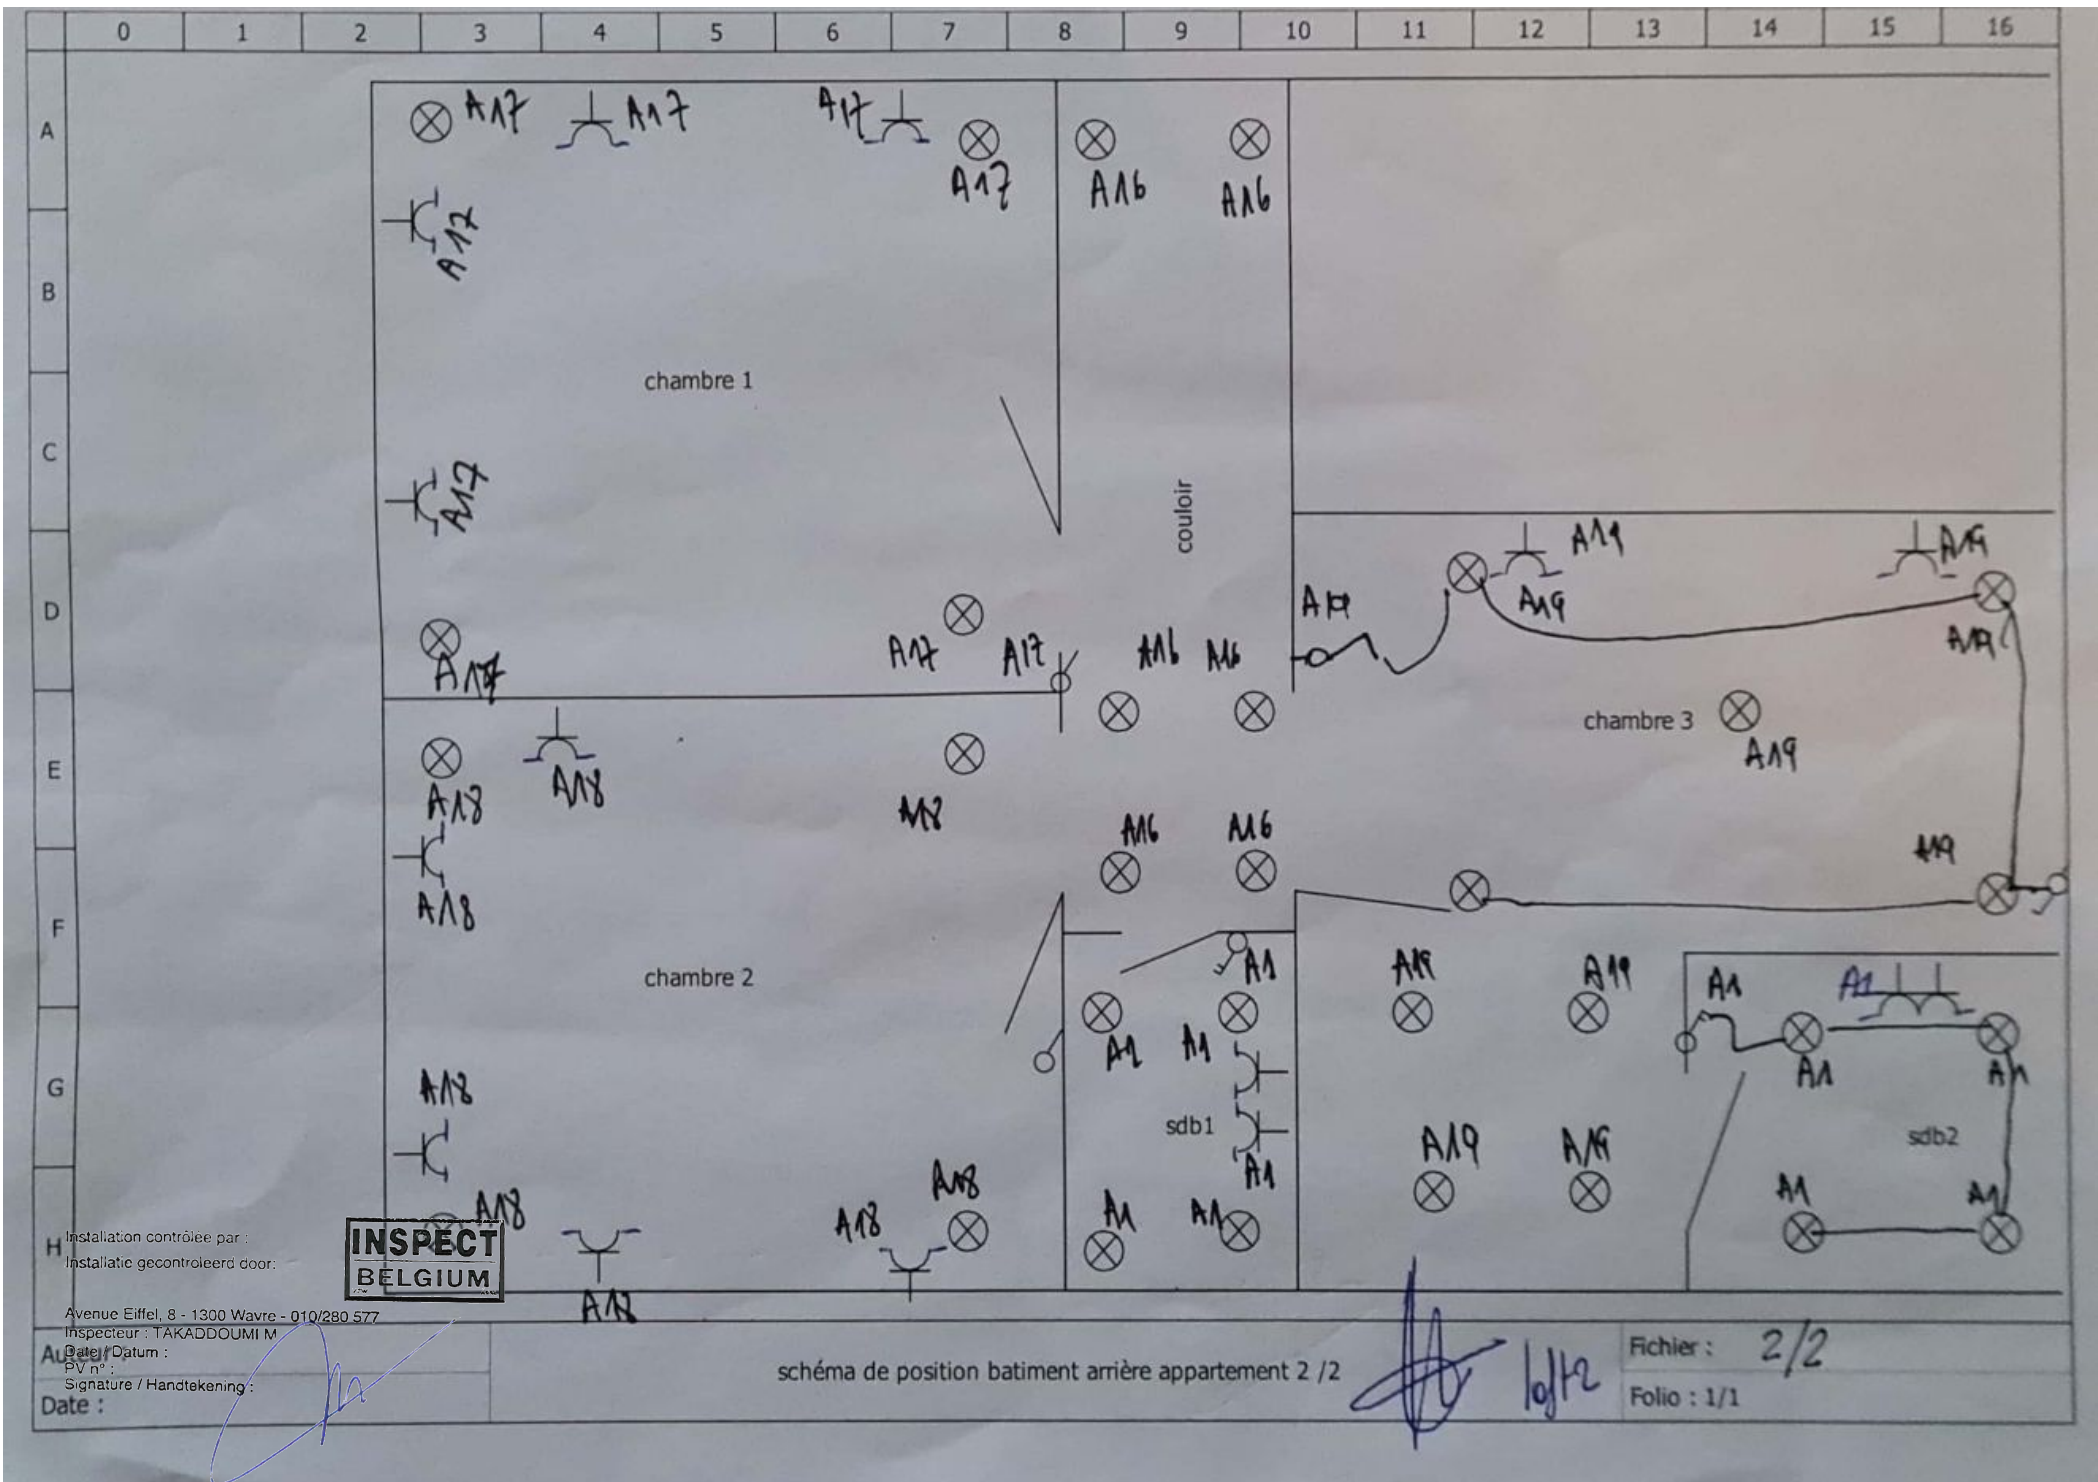 0 1 2 3 4 5 6 7 8 9 10 11 12 13 14 15 16
A
A17 A17 A17
A17 A16 A16
A17
B
chambre 1
C
A17
couloir
A19 A19
D
A19
A19
A17 A17 A16 A16
A17
chambre 3
E
A19
A18 A18 A18
A16 A16
A19
F
A18
chambre 2
A1 A19 A19 A1 A1
A1 A1
A1 A1
G
A18
sdb1
sdb2
A19 A19
A1
A18 A18 A18 A1 A1 A1 A1
H
Installation contrôlée par :
Installatie gecontroleerd door:
INSPECT
BELGIUM
A18
Avenue Eiffel, 8 - 1300 Wavre - 010/280 577
Inspecteur : TAKADDOUMI M
Auteur :
Date / Datum :
PV n° :
Signature / Handtekening :
Date :
schéma de position batiment arrière appartement 2 /2
Fichier : 2/2
Folio : 1/1